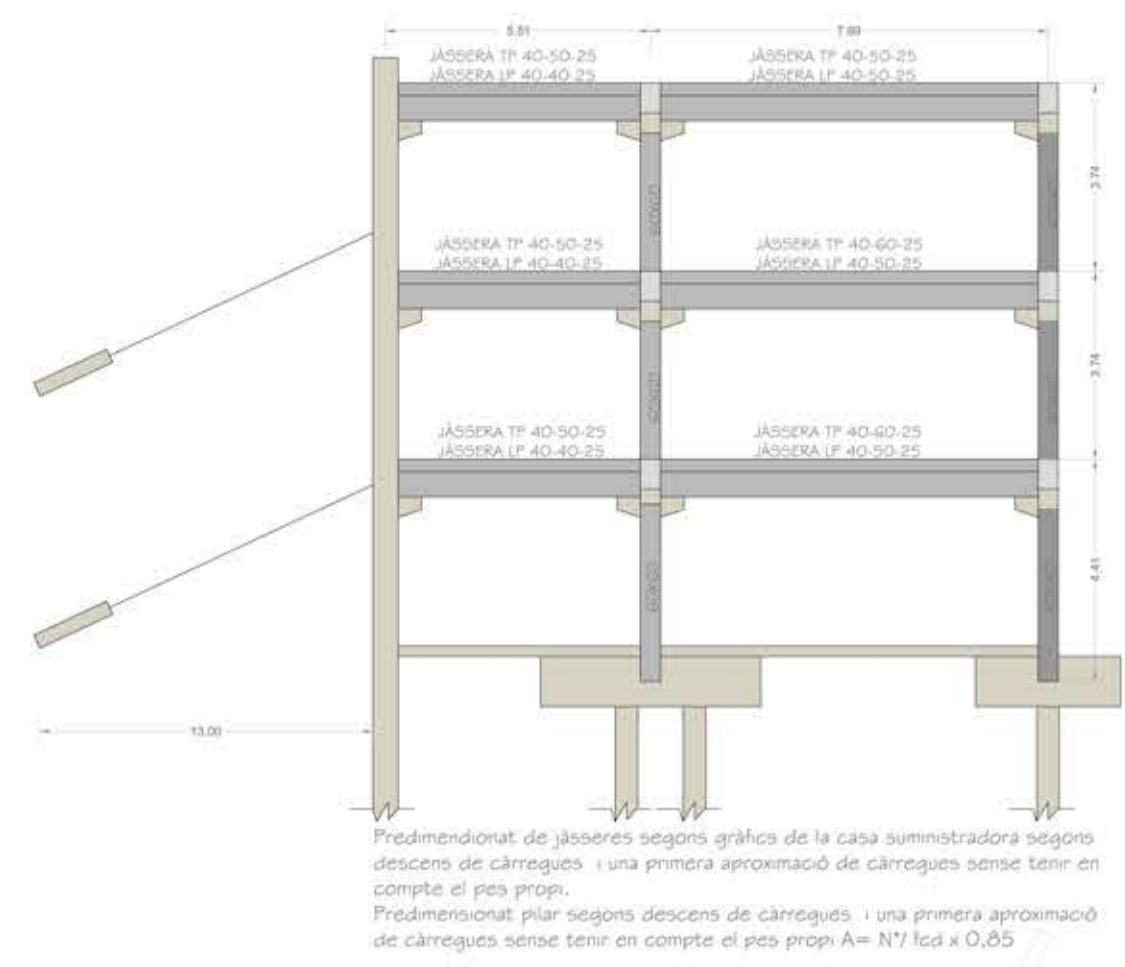 5.51
7.69
JÀSSERA TP 40-50-25
JÀSSERA LP 40-40-25
JÀSSERA TP 40-50-25
JÀSSERA LP 40-50-25
3.74
60X60
JÀSSERA TP 40-50-25
JÀSSERA LP 40-40-25
JÀSSERA TP 40-60-25
JÀSSERA LP 40-50-25
3.74
60X60
JÀSSERA TP 40-50-25
JÀSSERA LP 40-40-25
JÀSSERA TP 40-60-25
JÀSSERA LP 40-50-25
4.41
60X60
13.00
Predimendionat de jàsseres segons gràfics de la casa suministradora segons
descens de càrregues i una primera aproximació de càrregues sense tenir en
compte el pes propi.
Predimensionat pilar segons descens de càrregues i una primera aproximació
de càrregues sense tenir en compte el pes propi A= N*/ fcd x 0,85